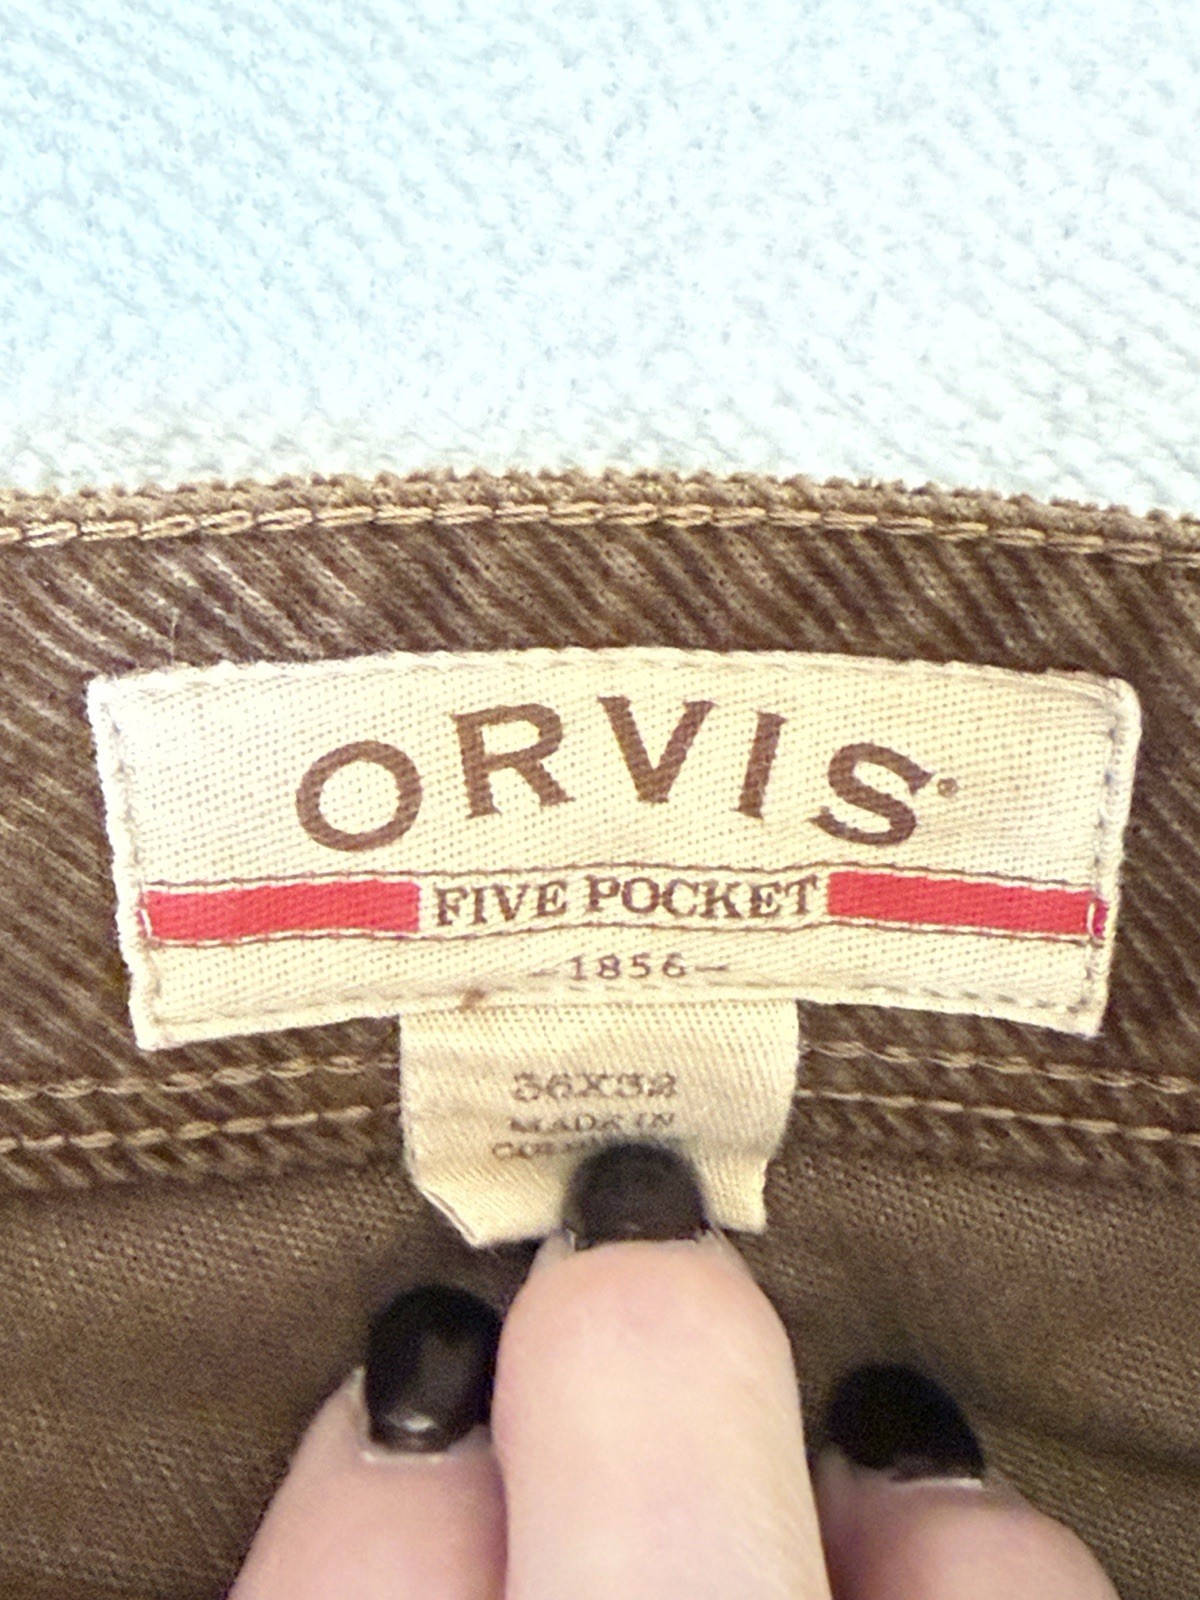 ORVIS
FIVE POCKET
—1856—
36X32
MADE IN